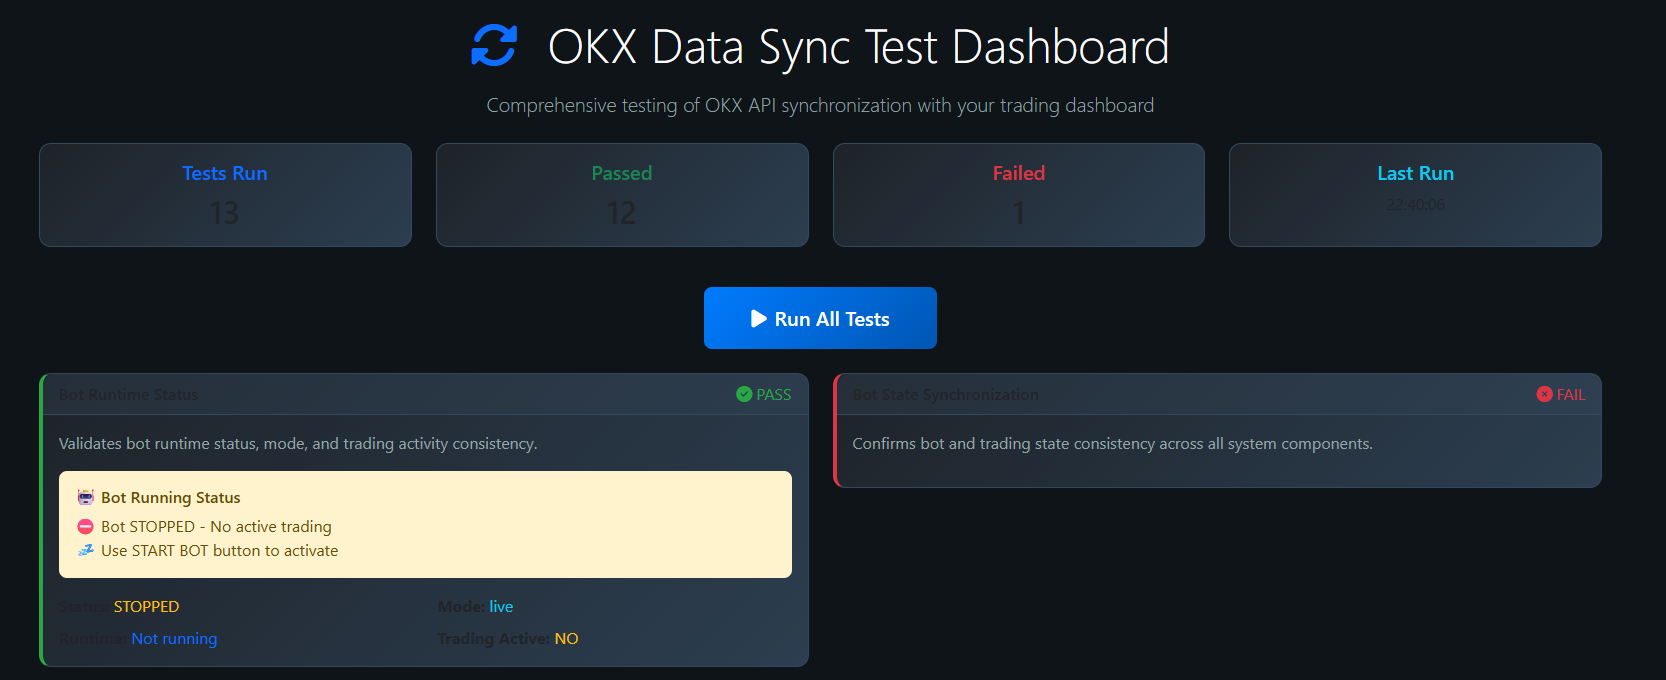 OKX Data Sync Test Dashboard
Comprehensive testing of OKX API synchronization with your trading dashboard
Tests Run
13
Passed
12
Failed
1
Last Run
22:40:06
Run All Tests
Bot Runtime Status
PASS
Validates bot runtime status, mode, and trading activity consistency.
Bot Running Status
Bot STOPPED - No active trading
Use START BOT button to activate
Status: STOPPED
Mode: live
Runtime: Not running
Trading Active: NO
Bot State Synchronization
FAIL
Confirms bot and trading state consistency across all system components.